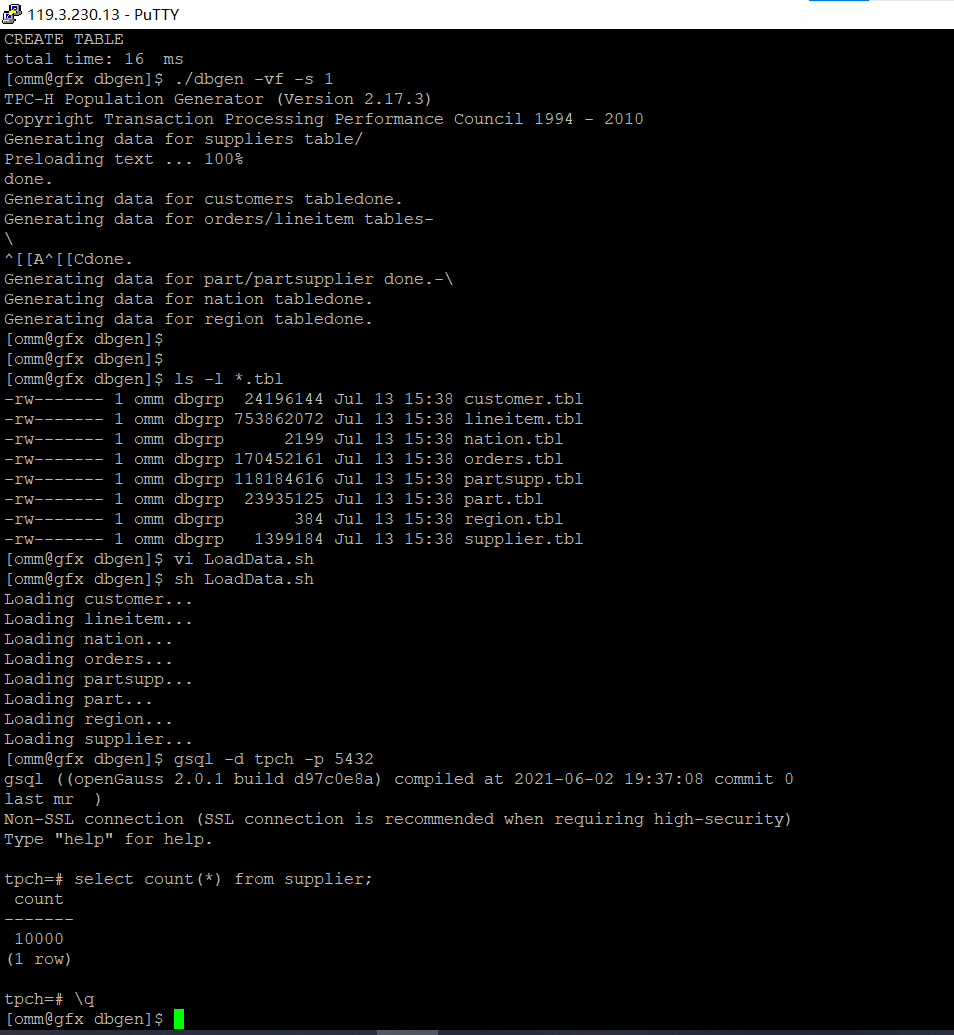 119.3.230.13 - PuTTY
CREATE TABLE
total time: 16  ms
[omm@gfx dbgen]$ ./dbgen -vf -s 1
TPC-H Population Generator (Version 2.17.3)
Copyright Transaction Processing Performance Council 1994 - 2010
Generating data for suppliers table/
Preloading text ... 100%
done.
Generating data for customers tabledone.
Generating data for orders/lineitem tables-
\
^[[A^[[Cdone.
Generating data for part/partsupplier done.-\
Generating data for nation tabledone.
Generating data for region tabledone.
[omm@gfx dbgen]$
[omm@gfx dbgen]$
[omm@gfx dbgen]$ ls -l *.tbl
-rw------- 1 omm dbgrp  24196144 Jul 13 15:38 customer.tbl
-rw------- 1 omm dbgrp 753862072 Jul 13 15:38 lineitem.tbl
-rw------- 1 omm dbgrp      2199 Jul 13 15:38 nation.tbl
-rw------- 1 omm dbgrp 170452161 Jul 13 15:38 orders.tbl
-rw------- 1 omm dbgrp 118184616 Jul 13 15:38 partsupp.tbl
-rw------- 1 omm dbgrp  23935125 Jul 13 15:38 part.tbl
-rw------- 1 omm dbgrp       384 Jul 13 15:38 region.tbl
-rw------- 1 omm dbgrp   1399184 Jul 13 15:38 supplier.tbl
[omm@gfx dbgen]$ vi LoadData.sh
[omm@gfx dbgen]$ sh LoadData.sh
Loading customer...
Loading lineitem...
Loading nation...
Loading orders...
Loading partsupp...
Loading part...
Loading region...
Loading supplier...
[omm@gfx dbgen]$ gsql -d tpch -p 5432
gsql ((openGauss 2.0.1 build d97c0e8a) compiled at 2021-06-02 19:37:08 commit 0
last mr  )
Non-SSL connection (SSL connection is recommended when requiring high-security)
Type "help" for help.

tpch=# select count(*) from supplier;
 count
-------
 10000
(1 row)

tpch=# \q
[omm@gfx dbgen]$